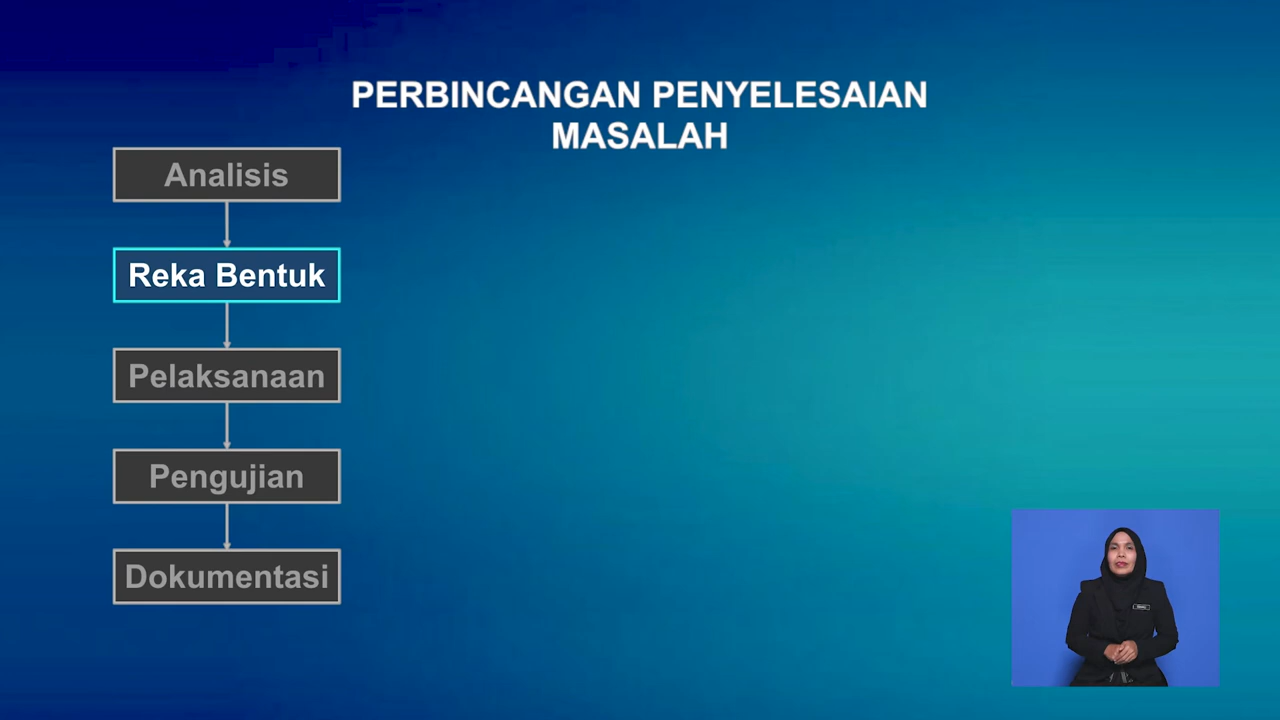 PERBINCANGAN PENYELESAIAN
MASALAH
Analisis
Reka Bentuk
Pelaksanaan
Pengujian
Dokumentasi